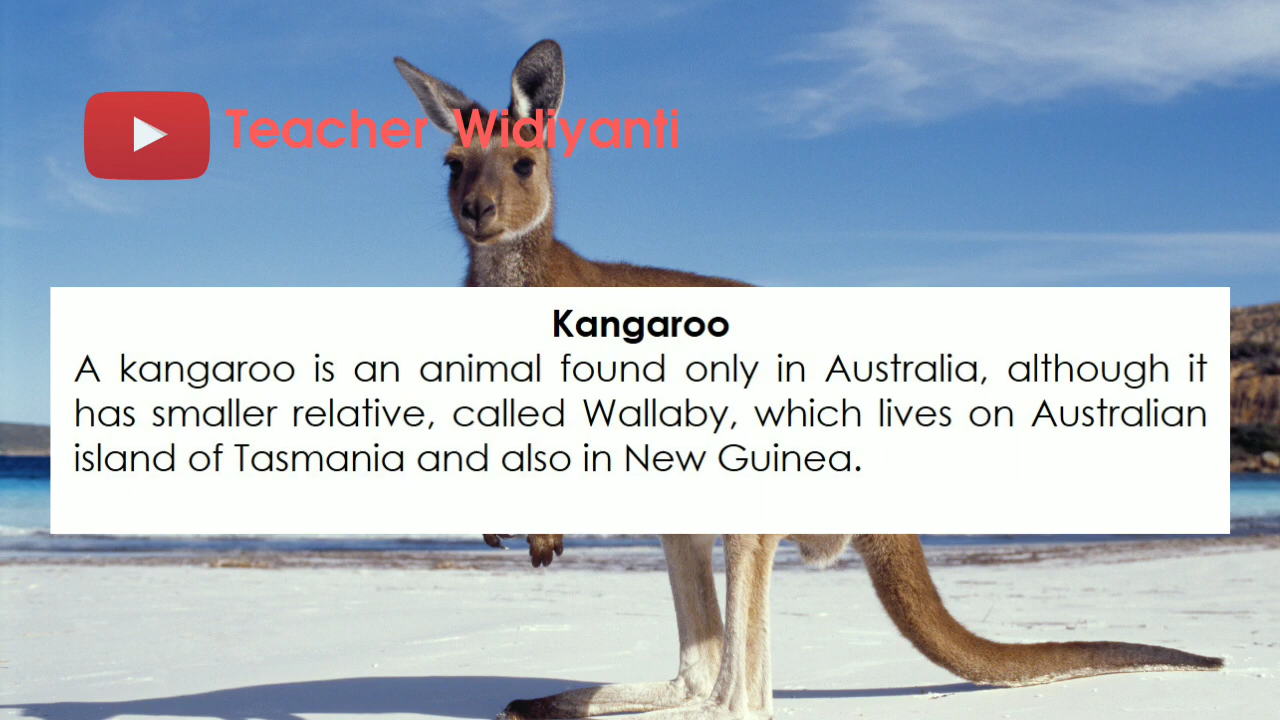 Teacher Widiyanti
Kangaroo
A kangaroo is an animal found only in Australia, although it
has smaller relative, called Wallaby, which lives on Australian
island of Tasmania and also in New Guinea.